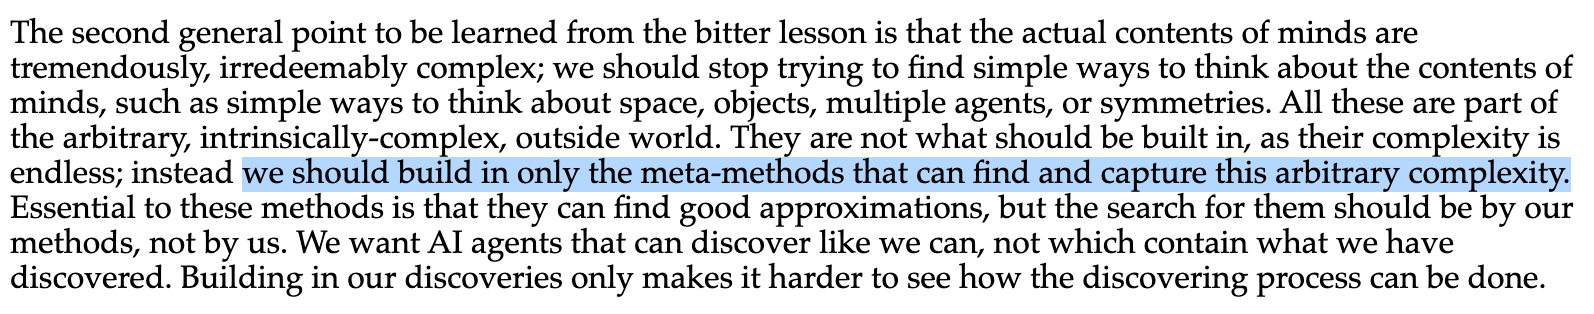 The second general point to be learned from the bitter lesson is that the actual contents of minds are
tremendously, irredeemably complex; we should stop trying to find simple ways to think about the contents of
minds, such as simple ways to think about space, objects, multiple agents, or symmetries. All these are part of
the arbitrary, intrinsically-complex, outside world. They are not what should be built in, as their complexity is
endless; instead we should build in only the meta-methods that can find and capture this arbitrary complexity.
Essential to these methods is that they can find good approximations, but the search for them should be by our
methods, not by us. We want AI agents that can discover like we can, not which contain what we have
discovered. Building in our discoveries only makes it harder to see how the discovering process can be done.